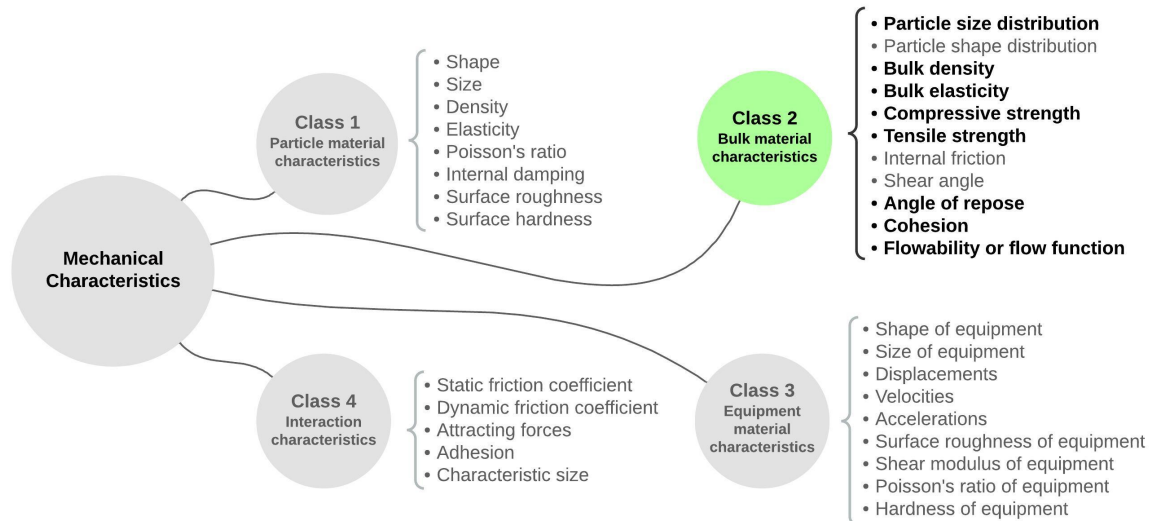 Mechanical
Characteristics
Class 1
Particle material
characteristics
• Shape
• Size
• Density
• Elasticity
• Poisson's ratio
• Internal damping
• Surface roughness
• Surface hardness
Class 2
Bulk material
characteristics
• Particle size distribution
• Particle shape distribution
• Bulk density
• Bulk elasticity
• Compressive strength
• Tensile strength
• Internal friction
• Shear angle
• Angle of repose
• Cohesion
• Flowability or flow function
Class 4
Interaction
characteristics
• Static friction coefficient
• Dynamic friction coefficient
• Attracting forces
• Adhesion
• Characteristic size
Class 3
Equipment
material
characteristics
• Shape of equipment
• Size of equipment
• Displacements
• Velocities
• Accelerations
• Surface roughness of equipment
• Shear modulus of equipment
• Poisson's ratio of equipment
• Hardness of equipment